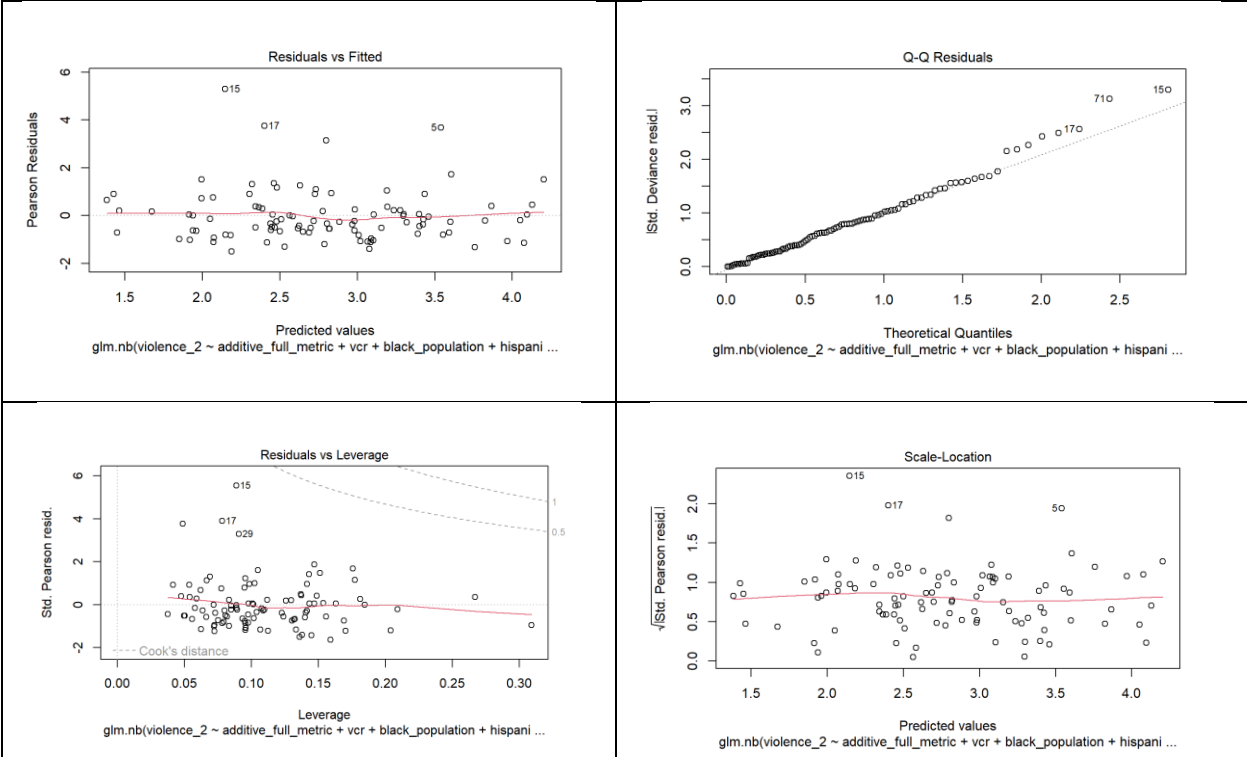 Residuals vs Fitted
Pearson Residuals
6
4
2
0
-2
15
17
5
1.5 2.0 2.5 3.0 3.5 4.0
Predicted values
glm.nb(violence_2 ~ additive_full_metric + vcr + black_population + hispani ...
Q-Q Residuals
|Std. Deviance resid.|
3.0
2.0
1.0
0.0
71
15
17
0.0 0.5 1.0 1.5 2.0 2.5
Theoretical Quantiles
glm.nb(violence_2 ~ additive_full_metric + vcr + black_population + hispani ...
Residuals vs Leverage
Std. Pearson resid.
6
4
2
0
-2
15
17
29
1
0.5
Cook's distance
0.00 0.05 0.10 0.15 0.20 0.25 0.30
Leverage
glm.nb(violence_2 ~ additive_full_metric + vcr + black_population + hispani ...
Scale-Location
√|Std. Pearson resid.|
2.0
1.5
1.0
0.5
0.0
15
17
5
1.5 2.0 2.5 3.0 3.5 4.0
Predicted values
glm.nb(violence_2 ~ additive_full_metric + vcr + black_population + hispani ...